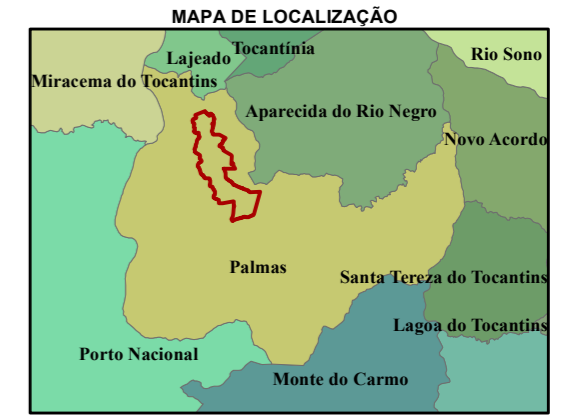 MAPA DE LOCALIZAÇÃO
Tocantínia
Rio Sono
Lajeado
Miracema do Tocantins
Aparecida do Rio Negro
Novo Acordo
Palmas
Santa Tereza do Tocantins
Lagoa do Tocantins
Porto Nacional
Monte do Carmo